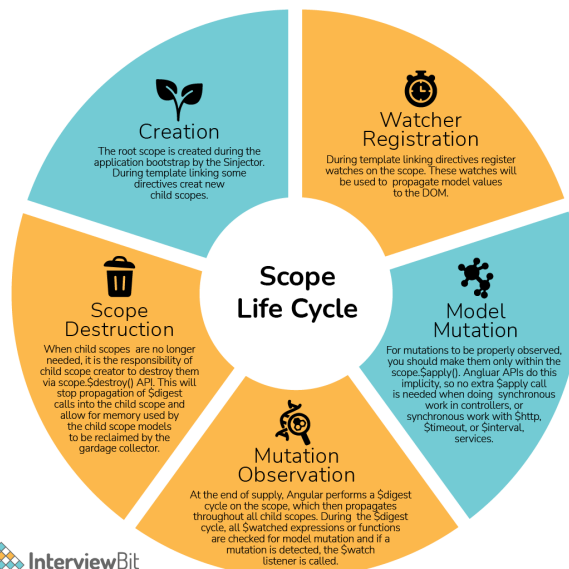 Creation
The root scope is created during the
application bootstrap by the Sinjector.
During template linking some
directives creat new
child scopes.
Watcher
Registration
During template linking directives register
watches on the scope. These watches will
be used to propagate model values
to the DOM.
Scope
Life Cycle
Model
Mutation
For mutations to be properly observed,
you should make them only within the
scope.$apply(). Angluar APIs do this
implicity, so no extra $apply call
is needed when doing synchronous
work in controllers, or
synchronous work with $http,
$timeout, or $interval,
services.
Mutation
Observation
At the end of supply, Angular performs a $digest
cycle on the scope, which then propagates
throughout all child scopes. During the $digest
cycle, all $watched expressions or functions
are checked for model mutation and if a
mutation is detected, the $watch
listener is called.
Scope
Destruction
When child scopes are no longer
needed, it is the responsibility of
child scope creator to destroy them
via scope.$destroy() API. This will
stop propagation of $digest
calls into the child scope and
allow for memory used by
the child scope models
to be reclaimed by the
gardage collector.
InterviewBit